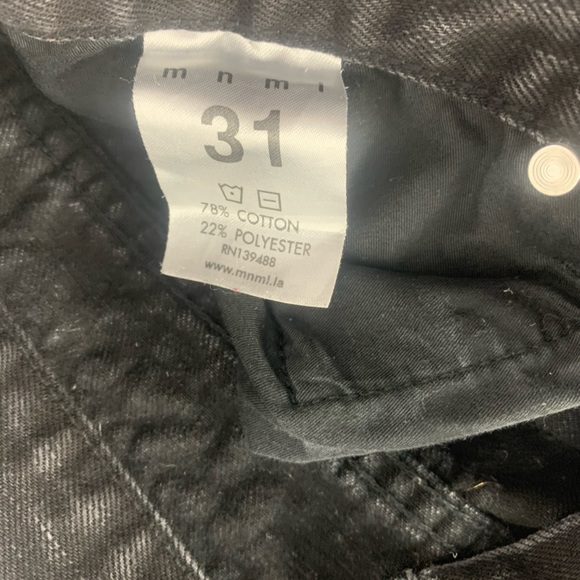 mnml
31
78% COTTON
22% POLYESTER
RN139488
www.mnml.la